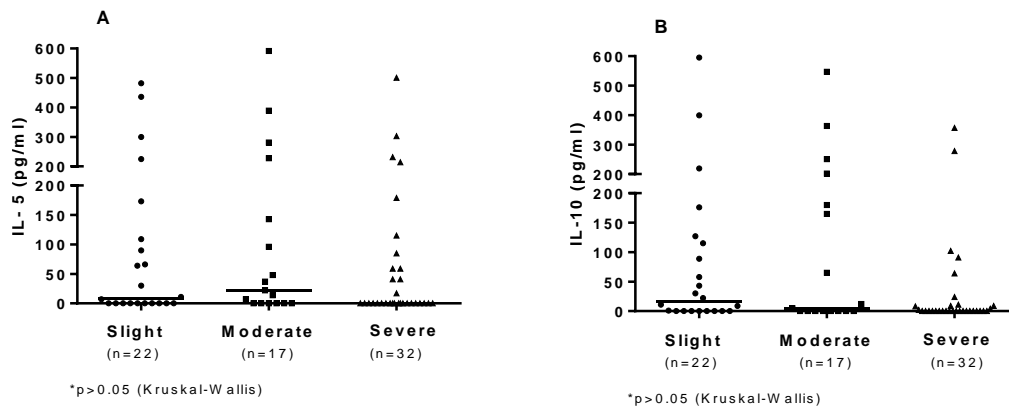 A
IL- 5 (pg/ml)
600
500
400
300
200
200
150
100
50
0
Slight
Moderate
Severe
(n=22)
(n=17)
(n=32)
*p>0.05 (Kruskal-Wallis)
B
IL-10 (pg/ml)
600
500
400
300
200
200
150
100
50
0
Slight
Moderate
Severe
(n=22)
(n=17)
(n=32)
*p>0.05 (Kruskal-Wallis)